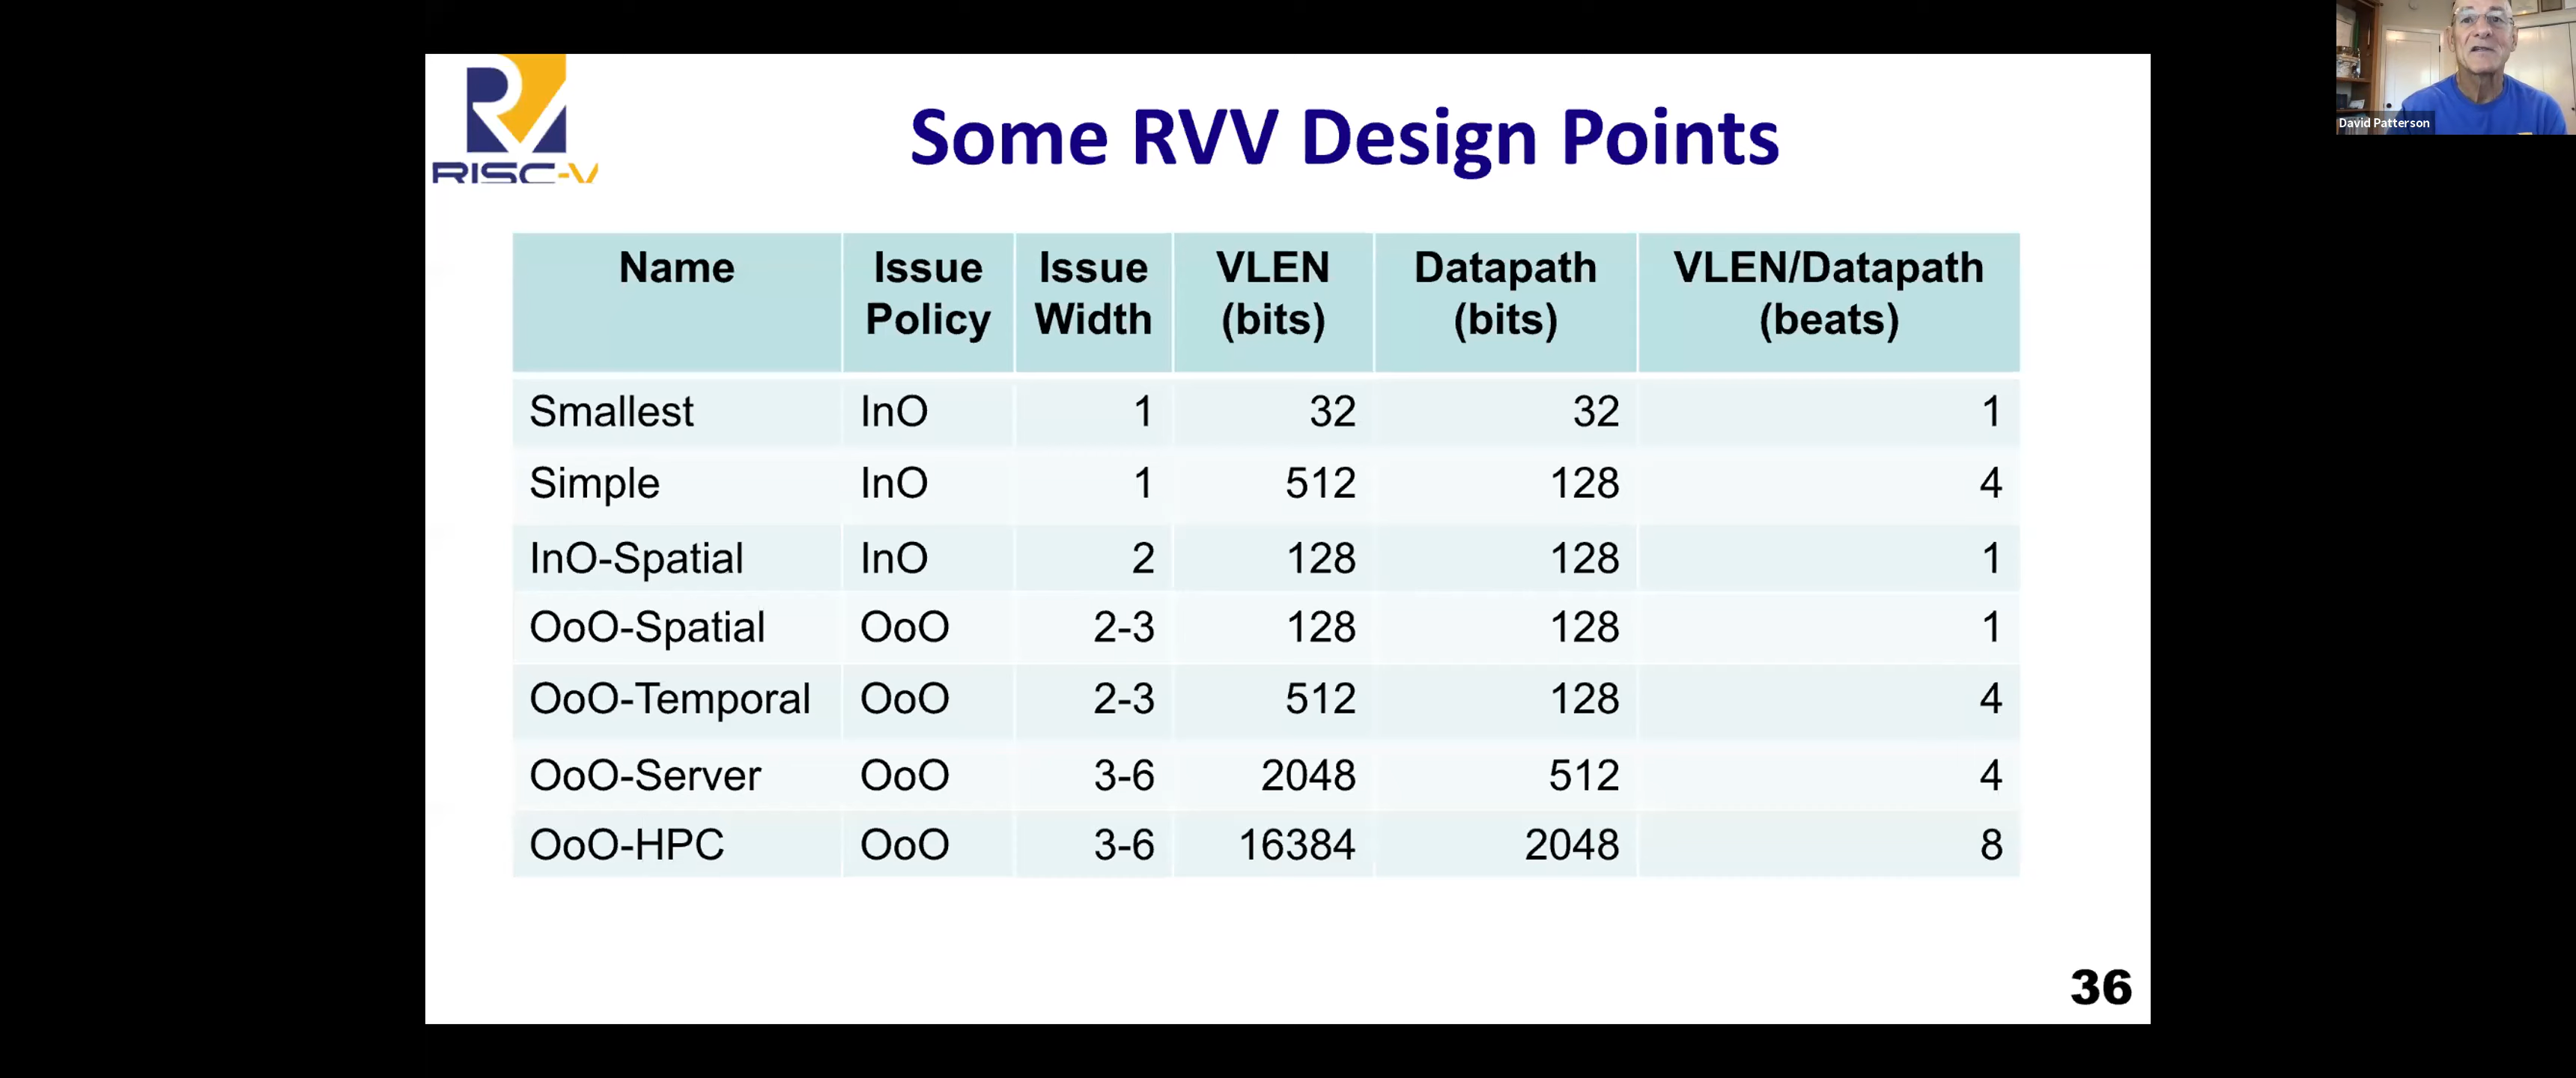 RISC-V
Some RVV Design Points
Name Issue Policy Issue Width VLEN (bits) Datapath (bits) VLEN/Datapath (beats)
Smallest InO 1 32 32 1
Simple InO 1 512 128 4
InO-Spatial InO 2 128 128 1
OoO-Spatial OoO 2-3 128 128 1
OoO-Temporal OoO 2-3 512 128 4
OoO-Server OoO 3-6 2048 512 4
OoO-HPC OoO 3-6 16384 2048 8
36
David Patterson